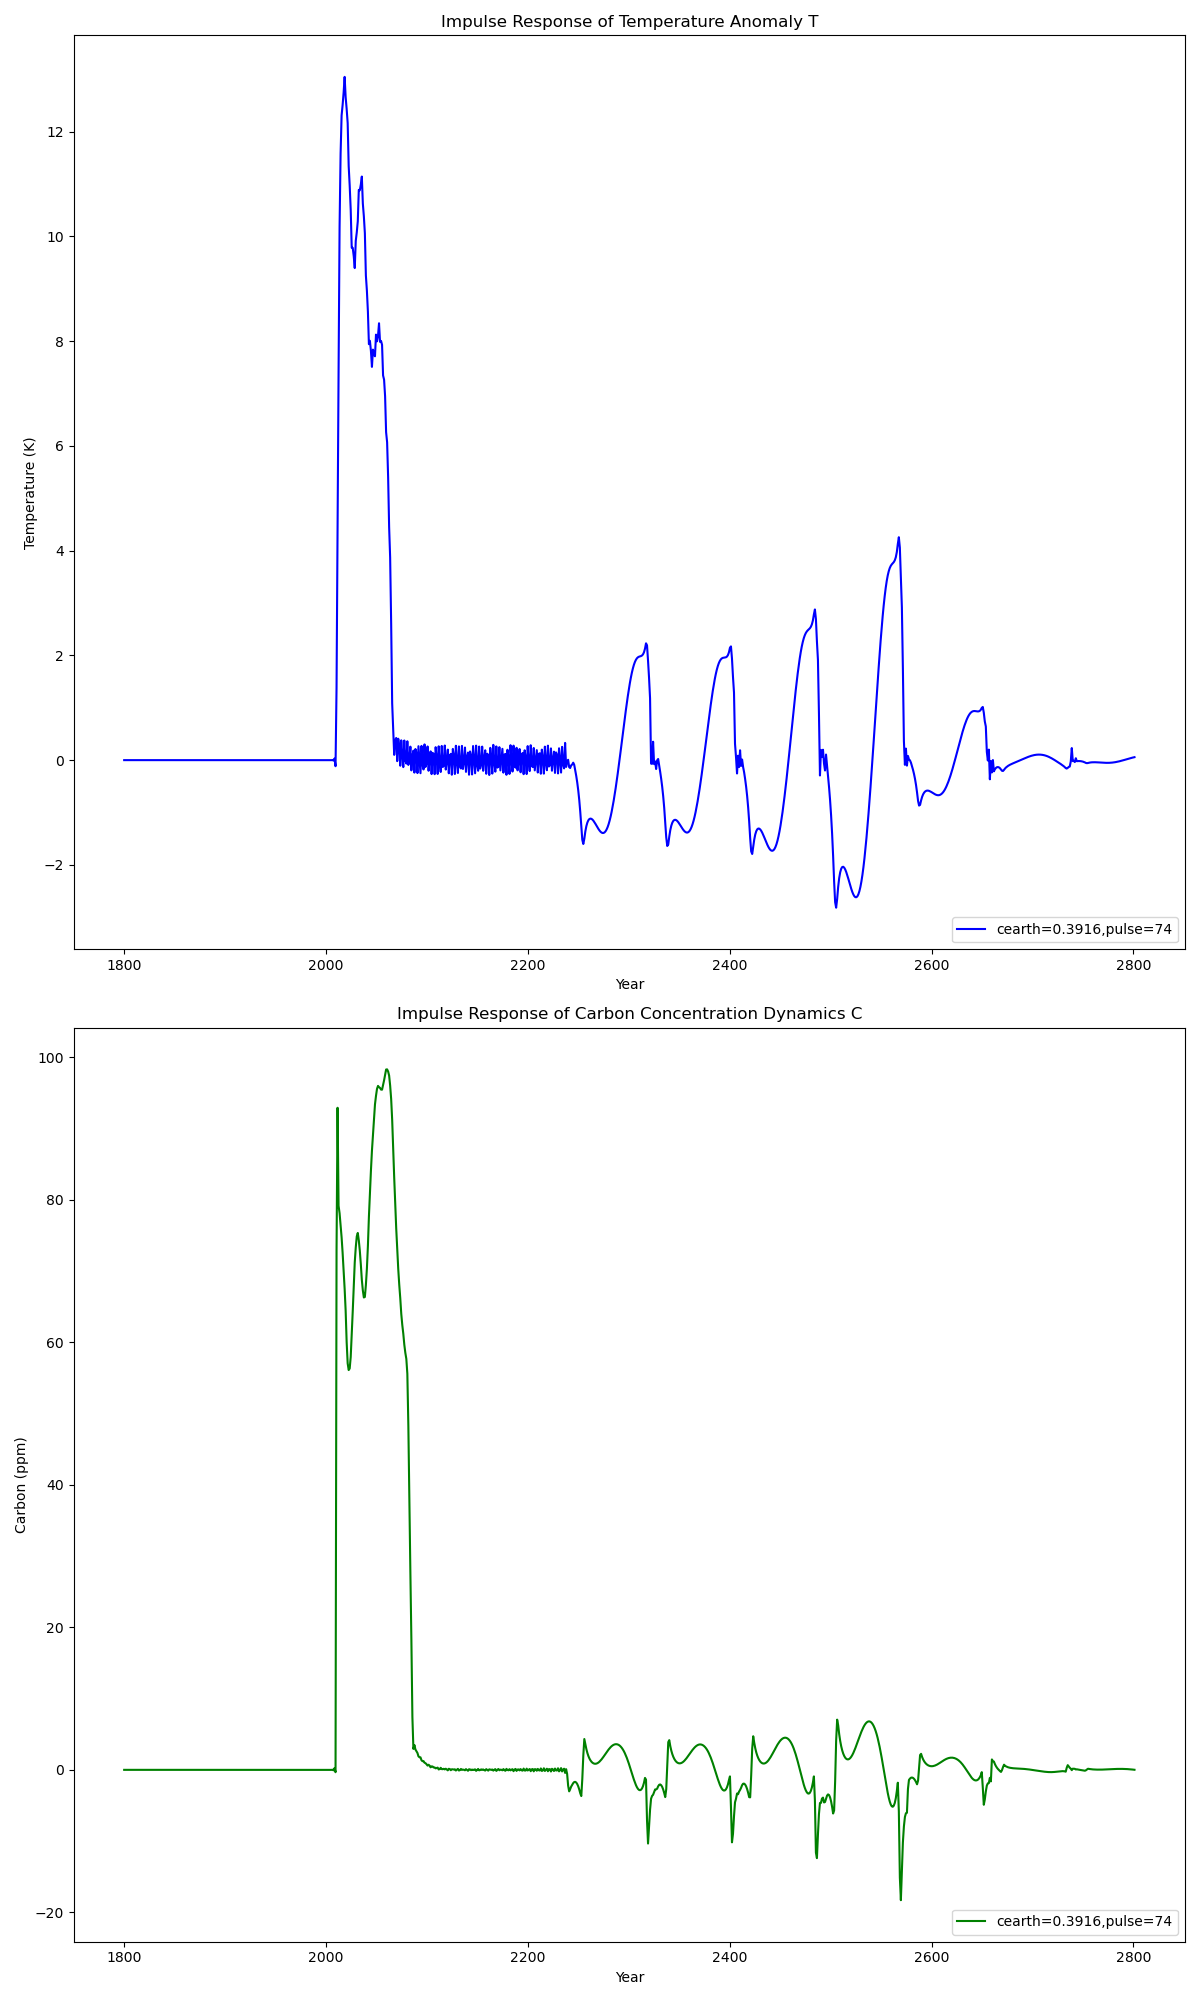 Impulse Response of Temperature Anomaly T
12
10
8
6
4
2
0
−2
Temperature (K)
cearth=0.3916,pulse=74
1800 2000 2200 2400 2600 2800
Year
Impulse Response of Carbon Concentration Dynamics C
100
80
60
40
20
0
−20
Carbon (ppm)
cearth=0.3916,pulse=74
1800 2000 2200 2400 2600 2800
Year